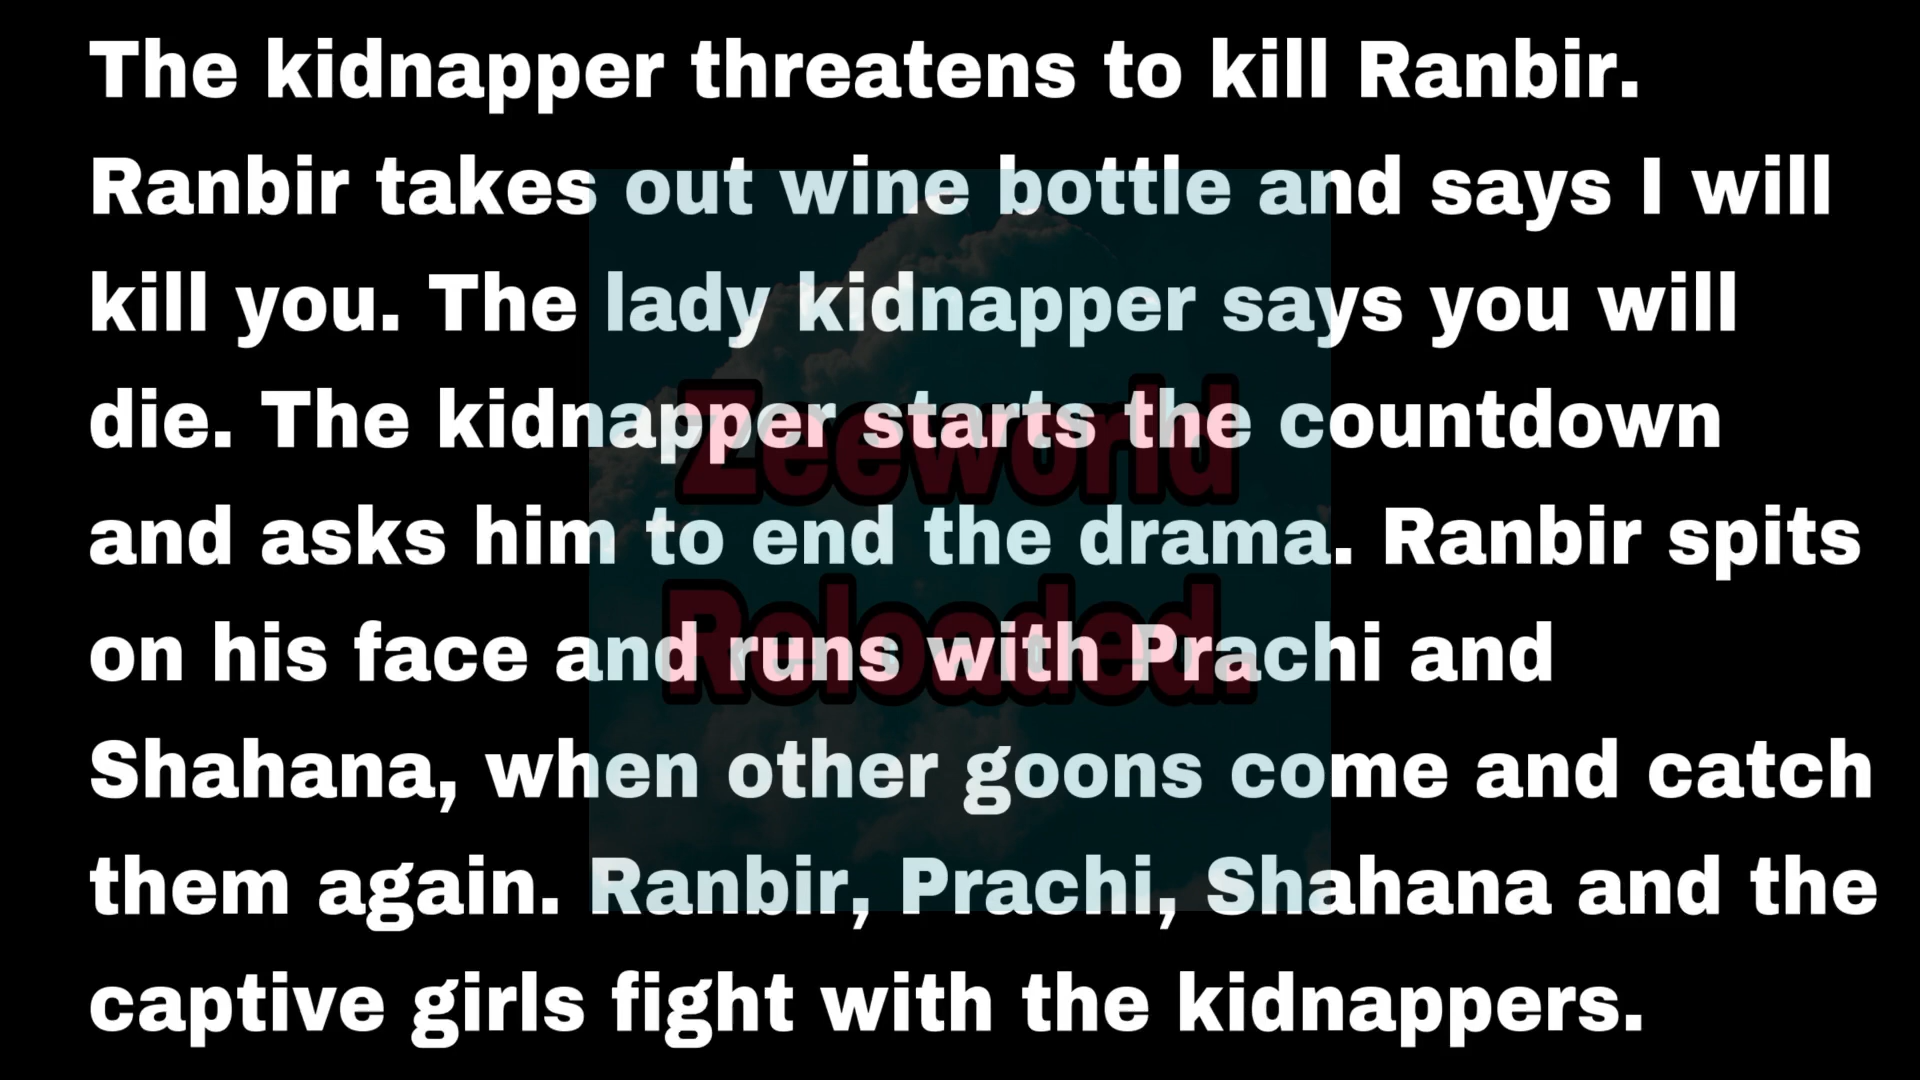 The kidnapper threatens to kill Ranbir.
Ranbir takes out wine bottle and says I will
kill you. The lady kidnapper says you will
die. The kidnapper starts the countdown
and asks him to end the drama. Ranbir spits
on his face and runs with Prachi and
Shahana, when other goons come and catch
them again. Ranbir, Prachi, Shahana and the
captive girls fight with the kidnappers.
Zeeworld
Reloaded.